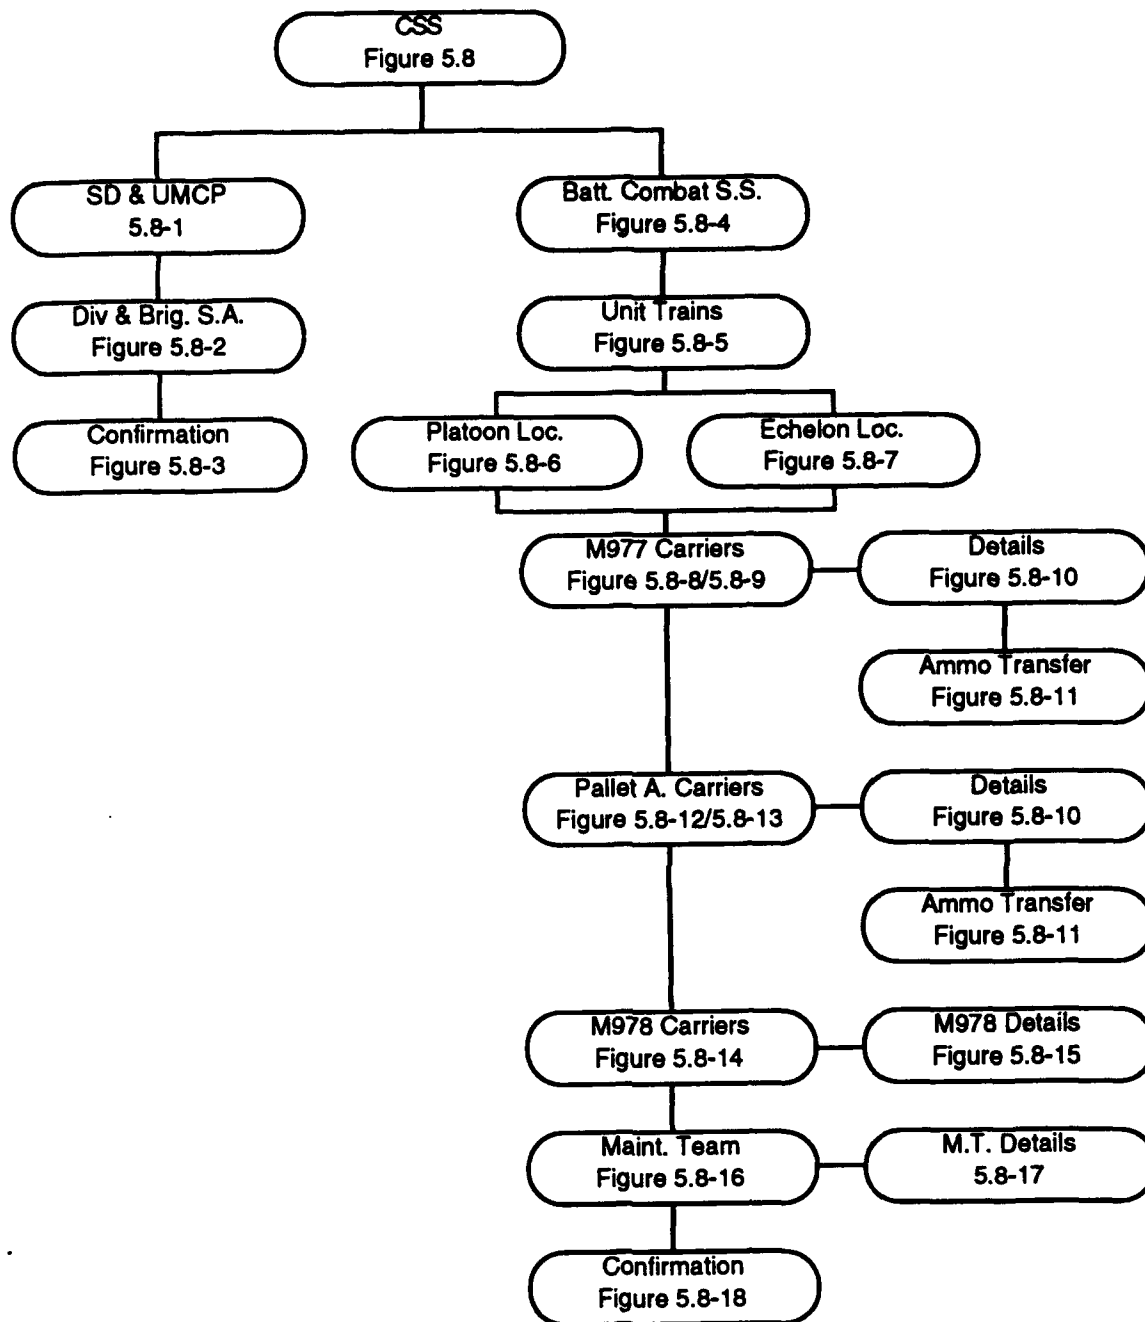 CSS
Figure 5.8
SD & UMCP
5.8-1
Batt. Combat S.S.
Figure 5.8-4
Div & Brig. S.A.
Figure 5.8-2
Unit Trains
Figure 5.8-5
Confirmation
Figure 5.8-3
Platoon Loc.
Figure 5.8-6
Echelon Loc.
Figure 5.8-7
M977 Carriers
Figure 5.8-8/5.8-9
Details
Figure 5.8-10
Ammo Transfer
Figure 5.8-11
Pallet A. Carriers
Figure 5.8-12/5.8-13
Details
Figure 5.8-10
Ammo Transfer
Figure 5.8-11
M978 Carriers
Figure 5.8-14
M978 Details
Figure 5.8-15
Maint. Team
Figure 5.8-16
M.T. Details
5.8-17
Confirmation
Figure 5.8-18